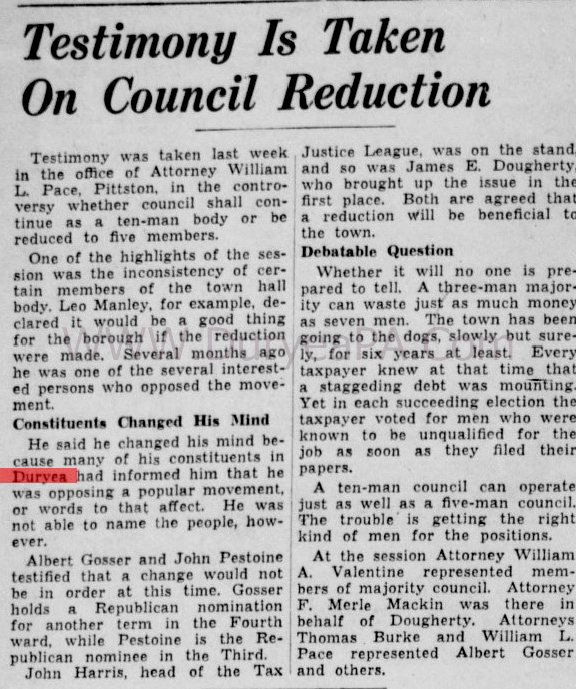 Testimony Is Taken
On Council Reduction
Testimony was taken last week
in the office of Attorney William
L. Pace, Pittston, in the contro-
versy whether council shall con-
tinue as a ten-man body or be
reduced to five members.
One of the highlights of the ses-
sion was the inconsistency of cer-
tain members of the town hall
body. Leo Manley, for example, de-
clared it would be a good thing
for the borough if the reduction
were made. Several months ago
he was one of the several interest-
ed persons who opposed the move-
ment.
Constituents Changed His Mind
He said he changed his mind be-
cause many of his constituents in
Duryea had informed him that he
was opposing a popular movement,
or words to that affect. He was
not able to name the people, how-
ever.
Albert Gosser and John Pestoine
testified that a change would not
be in order at this time. Gosser
holds a Republican nomination
for another term in the Fourth
ward, while Pestoine is the Re-
publican nominee in the Third.
John Harris, head of the Tax
Justice League, was on the stand,
and so was James E. Dougherty,
who brought up the issue in the
first place. Both are agreed that
a reduction will be beneficial to
the town.
Debatable Question
Whether it will no one is pre-
pared to tell. A three-man major-
ity can waste just as much money
as seven men. The town has been
going to the dogs, slowly but sure-
ly, for six years at least. Every
taxpayer knew at that time that
a staggeding debt was mounting.
Yet in each succeeding election the
taxpayer voted for men who were
known to be unqualified for the
job as soon as they filed their
papers.
A ten-man council can operate
just as well as a five-man council.
The trouble is getting the right
kind of men for the positions.
At the session Attorney William
A. Valentine represented mem-
bers of majority council. Attorney
F. Merle Mackin was there in
behalf of Dougherty. Attorneys
Thomas Burke and William L.
Pace represented Albert Gosser
and others.
www.DuryeaPA.Com